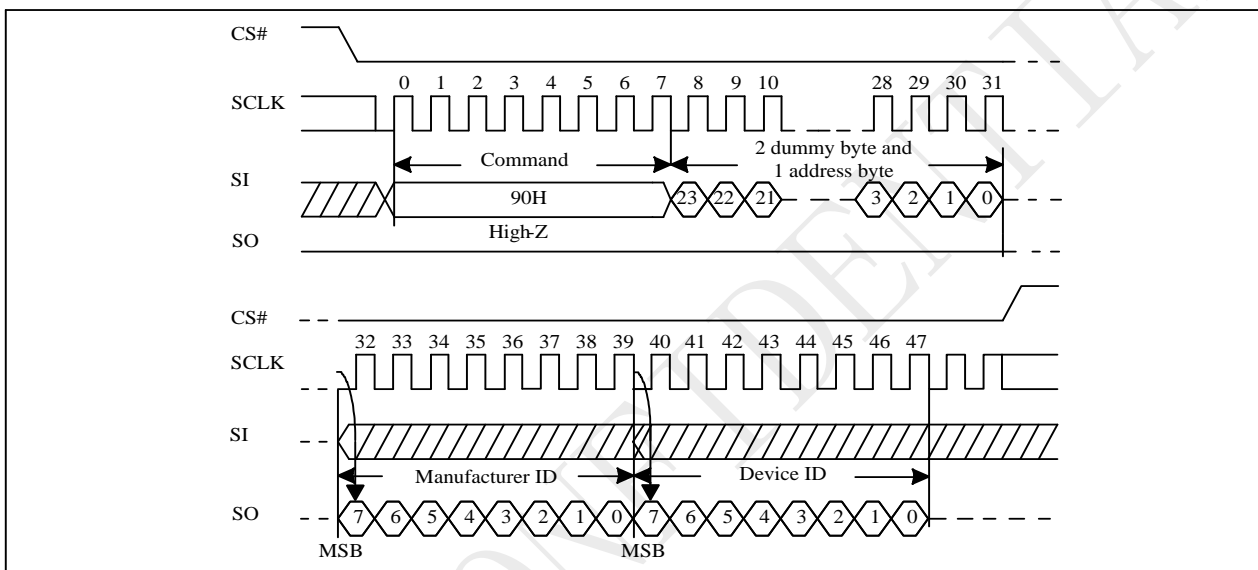 CS#
0 1 2 3 4 5 6 7 8 9 10 28 29 30 31
SCLK
Command
2 dummy byte and
1 address byte
SI
90H
23 22 21 3 2 1 0
High-Z
SO
CS#
32 33 34 35 36 37 38 39 40 41 42 43 44 45 46 47
SCLK
SI
Manufacturer ID
Device ID
SO
7 6 5 4 3 2 1 0 7 6 5 4 3 2 1 0
MSB
MSB
ONFIDENTIA